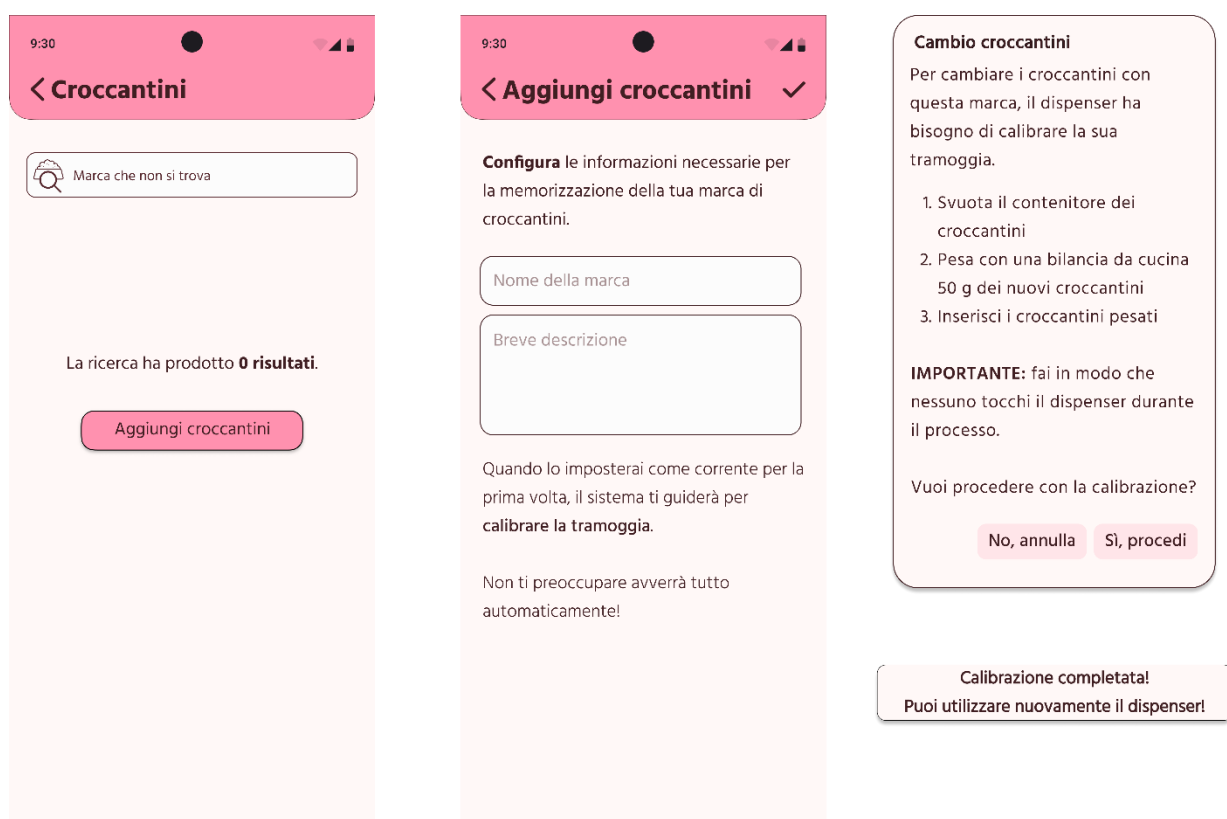 9:30
Croccantini
Marca che non si trova
La ricerca ha prodotto 0 risultati.
Aggiungi croccantini
9:30
Aggiungi croccantini
Configura le informazioni necessarie per
la memorizzazione della tua marca di
croccantini.
Nome della marca
Breve descrizione
Quando lo imposterai come corrente per la
prima volta, il sistema ti guiderà per
calibrare la tramoggia.
Non ti preoccupare avverrà tutto
automaticamente!
Cambio croccantini
Per cambiare i croccantini con
questa marca, il dispenser ha
bisogno di calibrare la sua
tramoggia.
1. Svuota il contenitore dei
croccantini
2. Pesa con una bilancia da cucina
50 g dei nuovi croccantini
3. Inserisci i croccantini pesati
IMPORTANTE: fai in modo che
nessuno tocchi il dispenser durante
il processo.
Vuoi procedere con la calibrazione?
No, annulla
Sì, procedi
Calibrazione completata!
Puoi utilizzare nuovamente il dispenser!